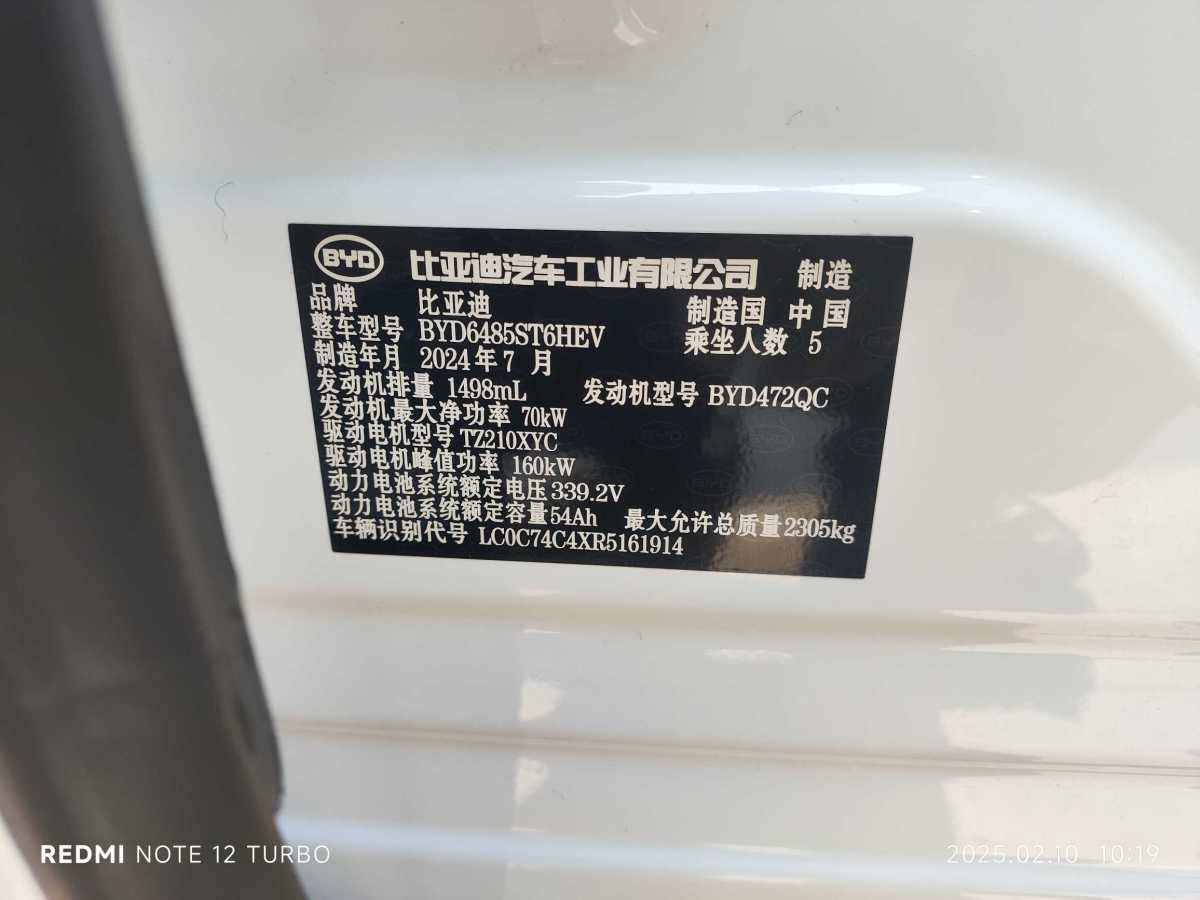 BYD 比亚迪汽车工业有限公司 制造
品牌 比亚迪 制造国 中国
整车型号 BYD6485ST6HEV 乘坐人数 5
制造年月 2024年7月
发动机排量 1498mL 发动机型号 BYD472QC
发动机最大净功率 70kW
驱动电机型号 TZ210XYC
驱动电机峰值功率 160kW
动力电池系统额定电压 339.2V
动力电池系统额定容量 54Ah 最大允许总质量 2305kg
车辆识别代号 LC0C74C4XR5161914
REDMI NOTE 12 TURBO 2025.02.10 10:19